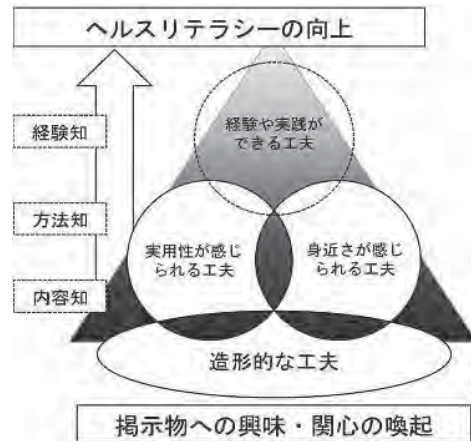 ヘルスリテラシーの向上
経験知
経験や実践が
できる工夫
方法知
実用性が感じ
られる工夫
身近さが感じ
られる工夫
内容知
造形的な工夫
掲示物への興味・関心の喚起